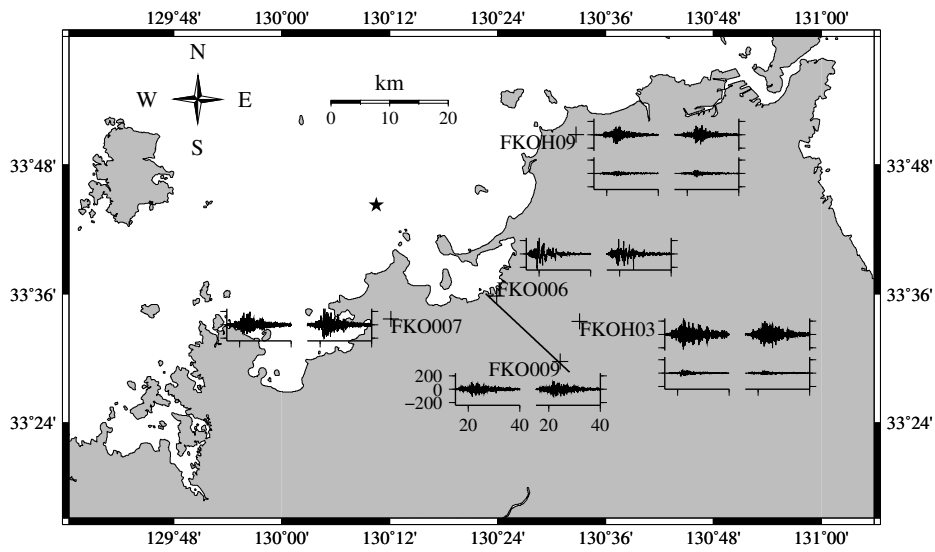 129°48' 130°00' 130°12' 130°24' 130°36' 130°48' 131°00'
N
W E
S
km
0 10 20
FKOH09
33°48' 33°48'
FKO006
33°36' 33°36'
FKO007
FKOH03
FKO009
200
0
−200
20 40 20 40
33°24' 33°24'
129°48' 130°00' 130°12' 130°24' 130°36' 130°48' 131°00'